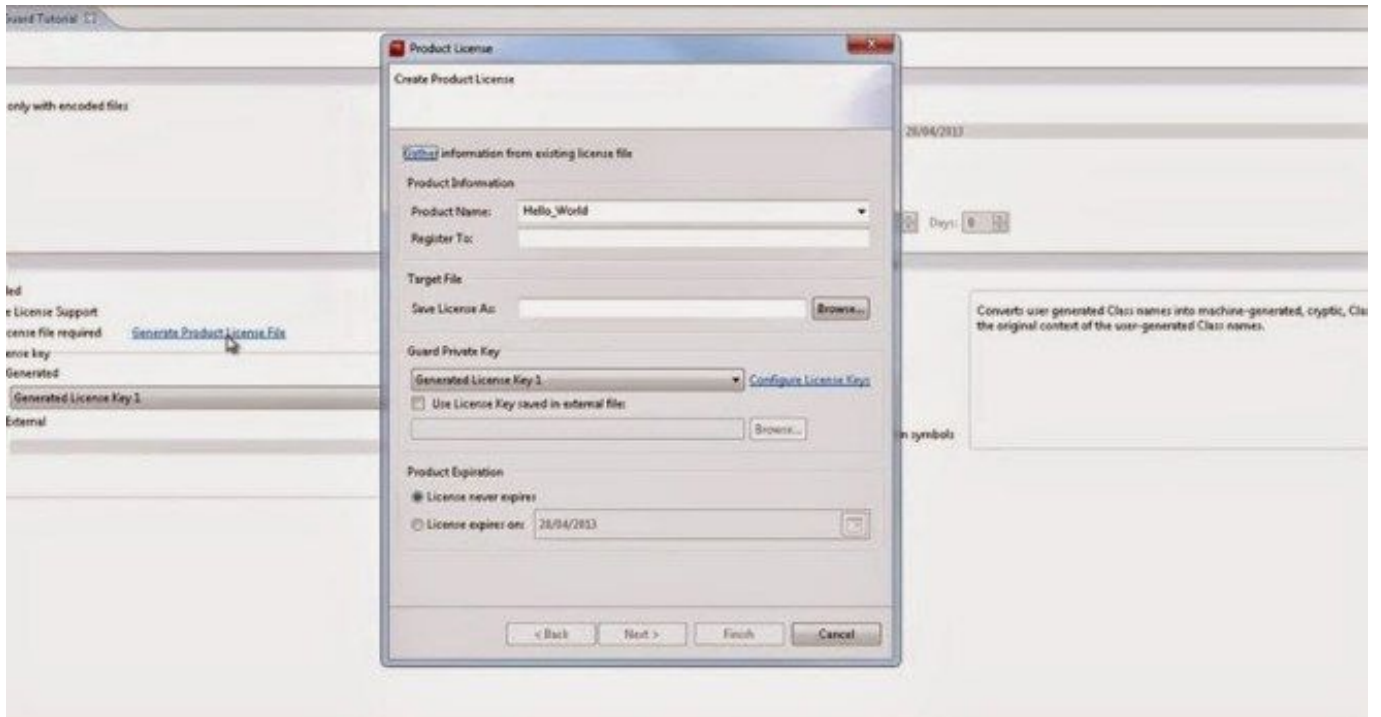 Guard Tutorial
Product License
Create Product License
only with encoded files
28/04/2013
Gather information from existing license file
Product Information
Product Name: Hello_World
Days: 0
Register To:
Target File
Save License As: Browse...
e License Support
cense file required Generate Product License File
ense key
Generated
Generated License Key 1
External
Converts user generated Class names into machine-generated, cryptic, Clas
the original context of the user-generated Class names.
Guard Private Key
Generated License Key 1 Configure License Keys
Use License Key saved in external file:
Browse...
n symbols
Product Expiration
License never expires
License expires on: 28/04/2013
< Back Next > Finish Cancel